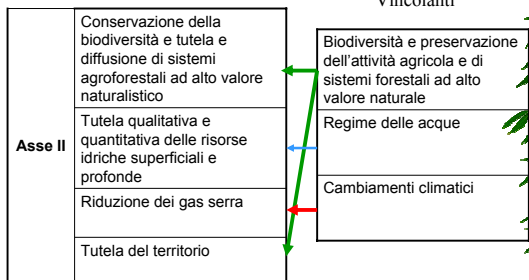 Vincolanti
Asse II
Conservazione della
biodiversità e tutela e
diffusione di sistemi
agroforestali ad alto valore
naturalistico
Tutela qualitativa e
quantitativa delle risorse
idriche superficiali e
profonde
Riduzione dei gas serra
Tutela del territorio
Biodiversità e preservazione
dell'attività agricola e di
sistemi forestali ad alto
valore naturale
Regime delle acque
Cambiamenti climatici